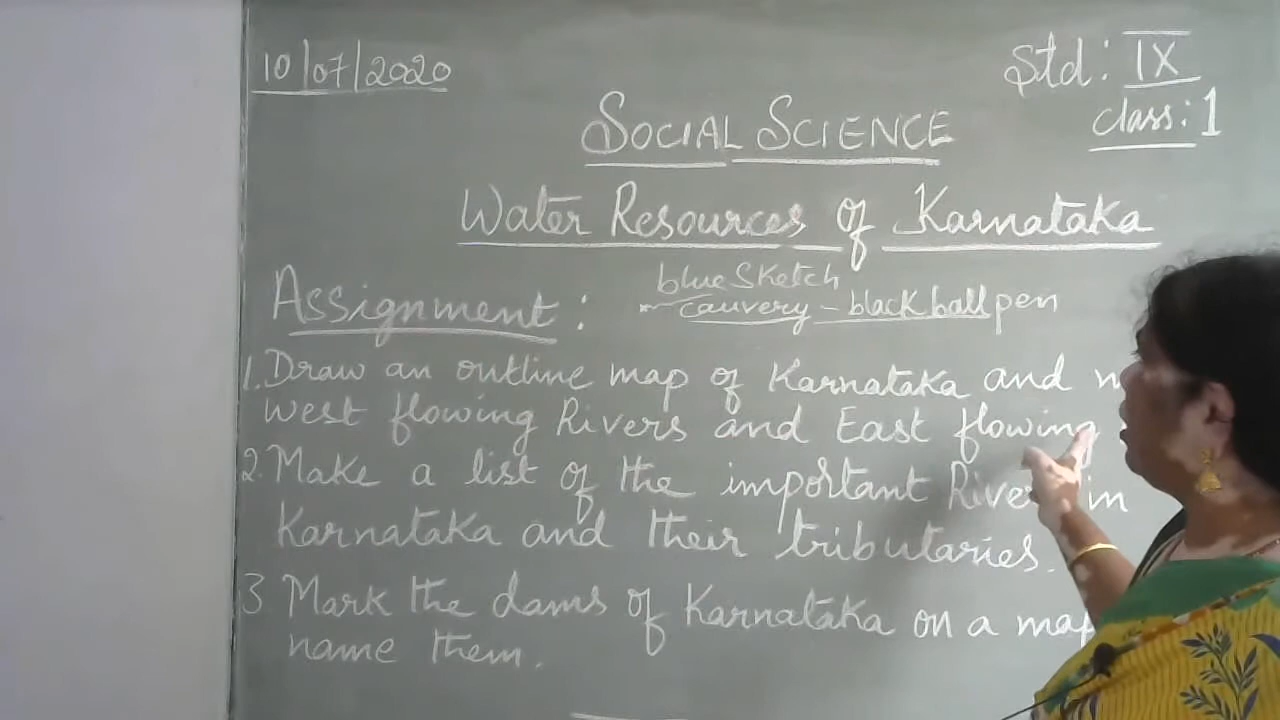 10/07/2020
Std: IX
class: 1
SOCIAL SCIENCE
Water Resources of Karnataka
blue Sketch
Assignment: cauvery - black ball pen
1. Draw an outline map of Karnataka and
west flowing Rivers and East flowing
2. Make a list of the important Rivers in
Karnataka and their tributaries.
3 Mark the dams of Karnataka on a map
name them.